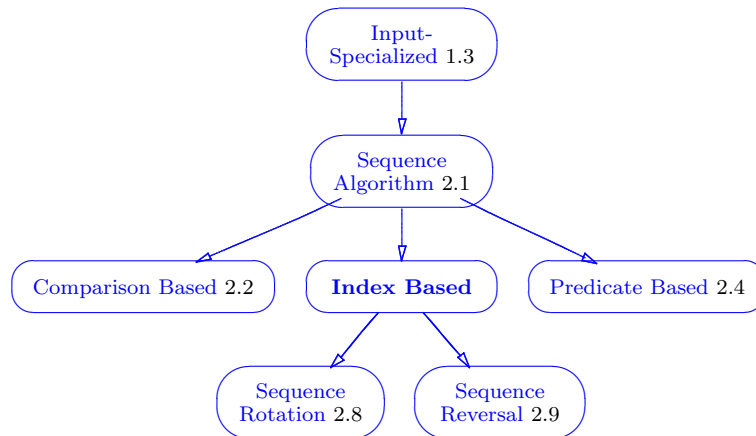 Input-
Specialized 1.3
Sequence
Algorithm 2.1
Comparison Based 2.2
Index Based
Predicate Based 2.4
Sequence
Rotation 2.8
Sequence
Reversal 2.9